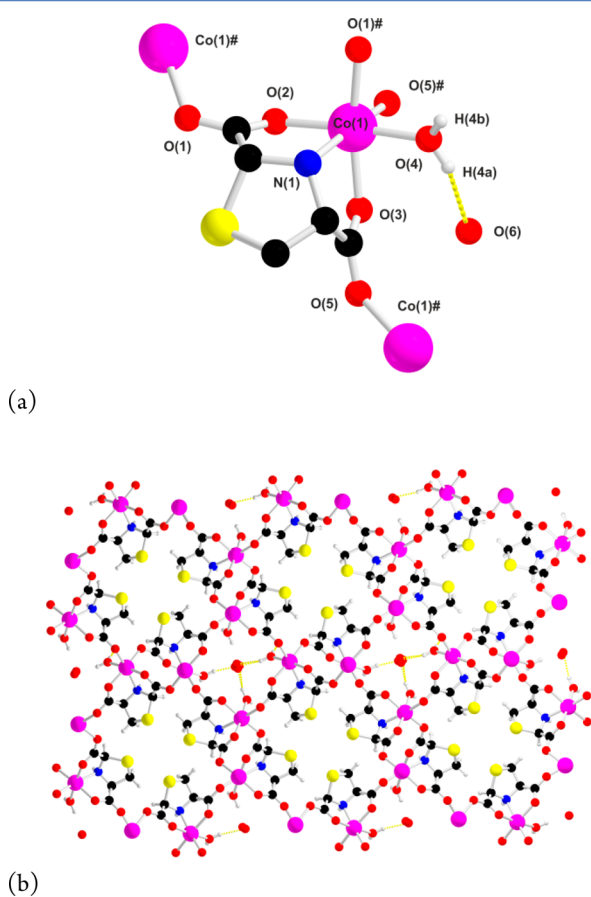 Co(1)#
O(1)#
O(5)#
O(2)
Co(1)
H(4b)
O(1)
O(4)
N(1)
H(4a)
O(3)
O(6)
O(5)
Co(1)#
(a)
(b)